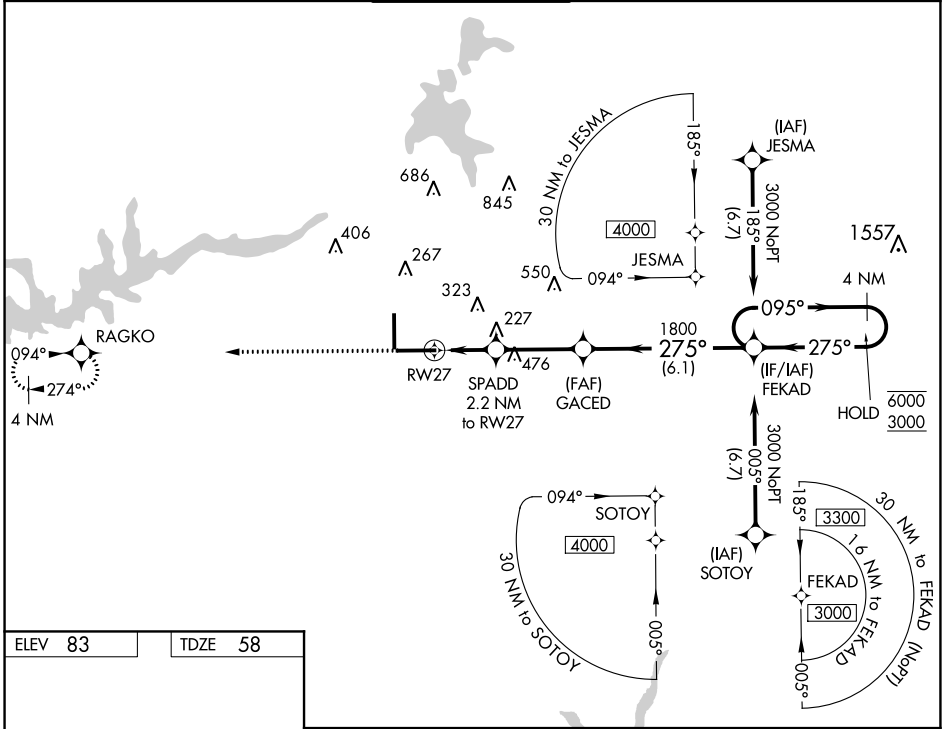 30 NM to JESMA
185°
4000
JESMA
094°
(IAF)
JESMA
3000 NoPT
185°
(6.7)
1557
686
845
406
267
550
323
227
476
4 NM
095°
275°
(IF/IAF)
FEKAD
HOLD
6000
3000
1800
275°
(6.1)
(FAF)
GACED
SPADD
2.2 NM
to RW27
RW27
RAGKO
094°
274°
4 NM
3000 NoPT
005°
(6.7)
(IAF)
SOTOY
094°
SOTOY
4000
30 NM to SOTOY
005°
185°
3300
30 NM to FEKAD (NoPT)
16 NM to FEKAD
FEKAD
3000
005°
ELEV 83
TDZE 58